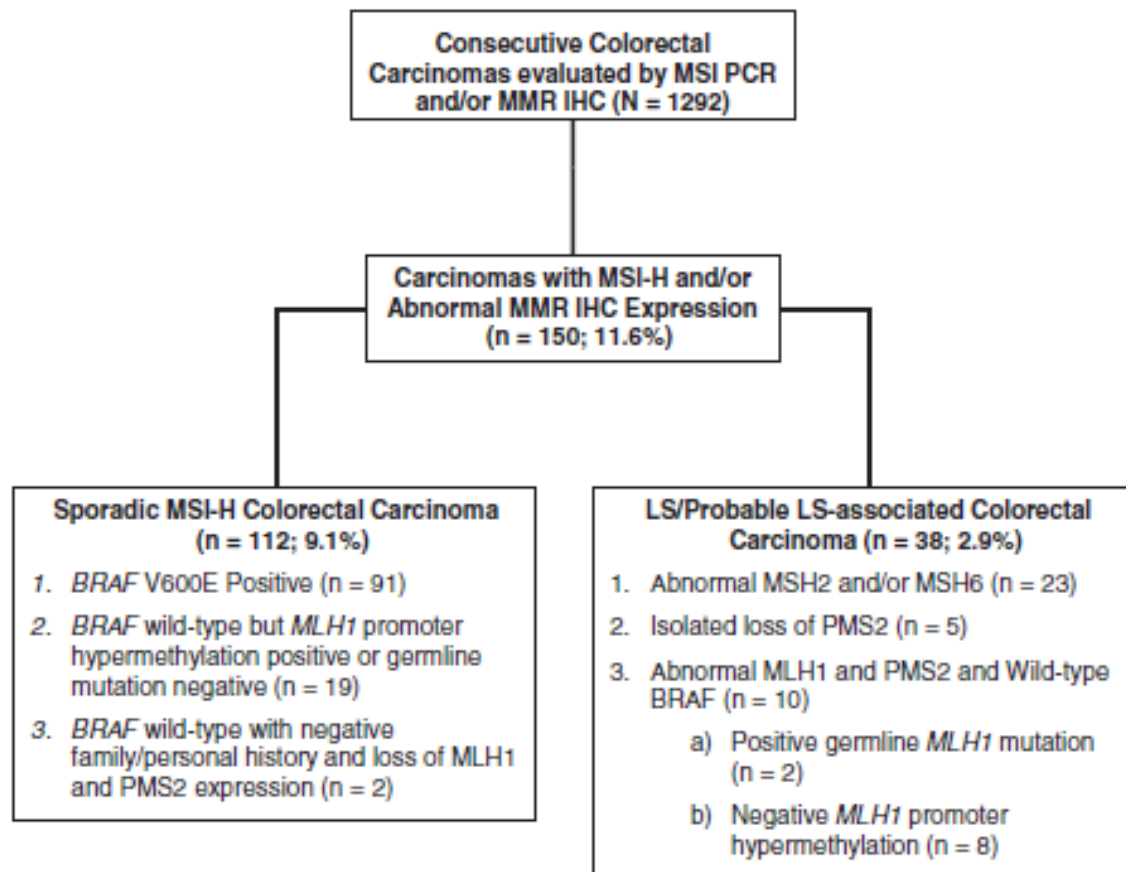 Consecutive Colorectal
Carcinomas evaluated by MSI PCR
and/or MMR IHC (N = 1292)
Carcinomas with MSI-H and/or
Abnormal MMR IHC Expression
(n = 150; 11.6%)
Sporadic MSI-H Colorectal Carcinoma
(n = 112; 9.1%)
1. BRAF V600E Positive (n = 91)
2. BRAF wild-type but MLH1 promoter
hypermethylation positive or germline
mutation negative (n = 19)
3. BRAF wild-type with negative
family/personal history and loss of MLH1
and PMS2 expression (n = 2)
LS/Probable LS-associated Colorectal
Carcinoma (n = 38; 2.9%)
1. Abnormal MSH2 and/or MSH6 (n = 23)
2. Isolated loss of PMS2 (n = 5)
3. Abnormal MLH1 and PMS2 and Wild-type
BRAF (n = 10)
a) Positive germline MLH1 mutation
(n = 2)
b) Negative MLH1 promoter
hypermethylation (n = 8)